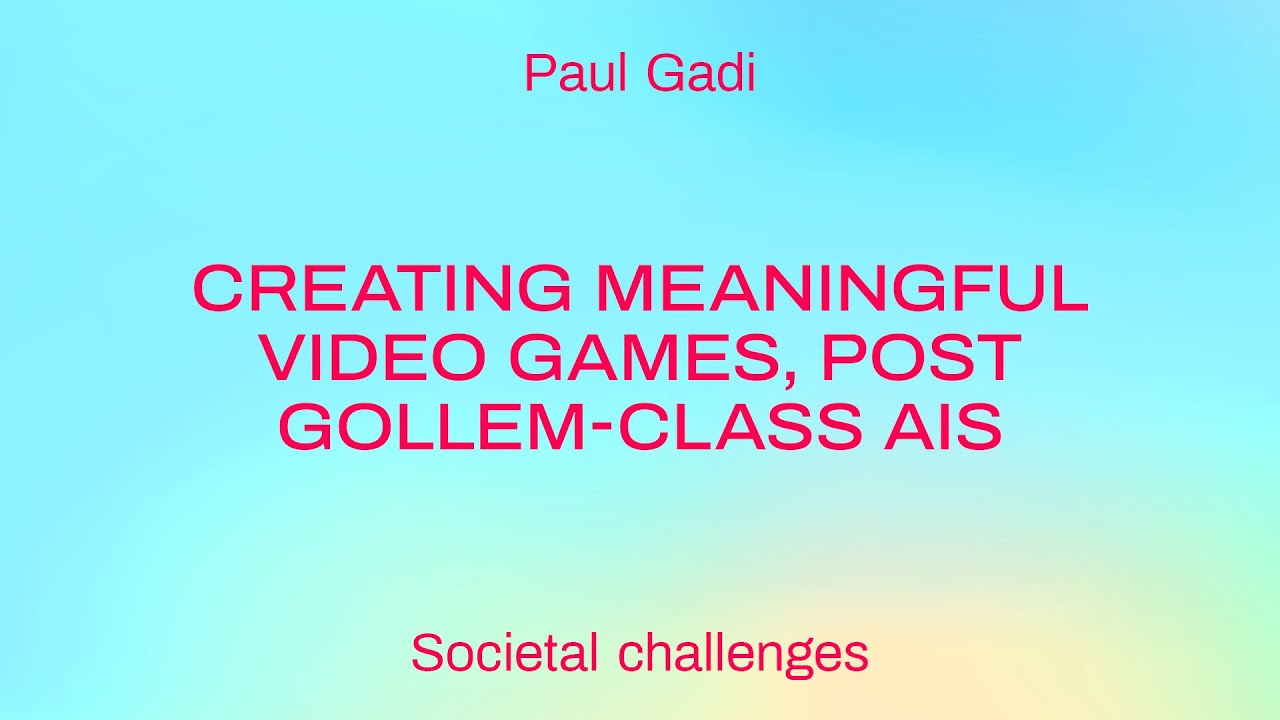 Paul Gadi
CREATING MEANINGFUL
VIDEO GAMES, POST
GOLLEM-CLASS AIS
Societal challenges